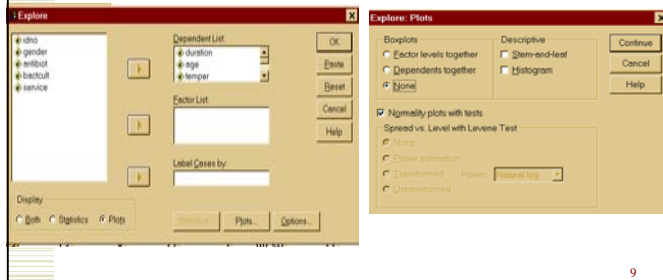 Explore
idno
gender
antibiot
bactcult
service
Dependent List:
duration
age
temper
Factor List:
Label Cases by:
OK
Paste
Reset
Cancel
Help
Display
Both Statistics Plots
Statistics... Plots... Options...
Explore: Plots
Boxplots
Factor levels together
Dependents together
None
Descriptive
Stem-and-leaf
Histogram
Continue
Cancel
Help
Normality plots with tests
Spread vs. Level with Levene Test
None
Power estimation
Transformed Power: Natural log
Untransformed
9